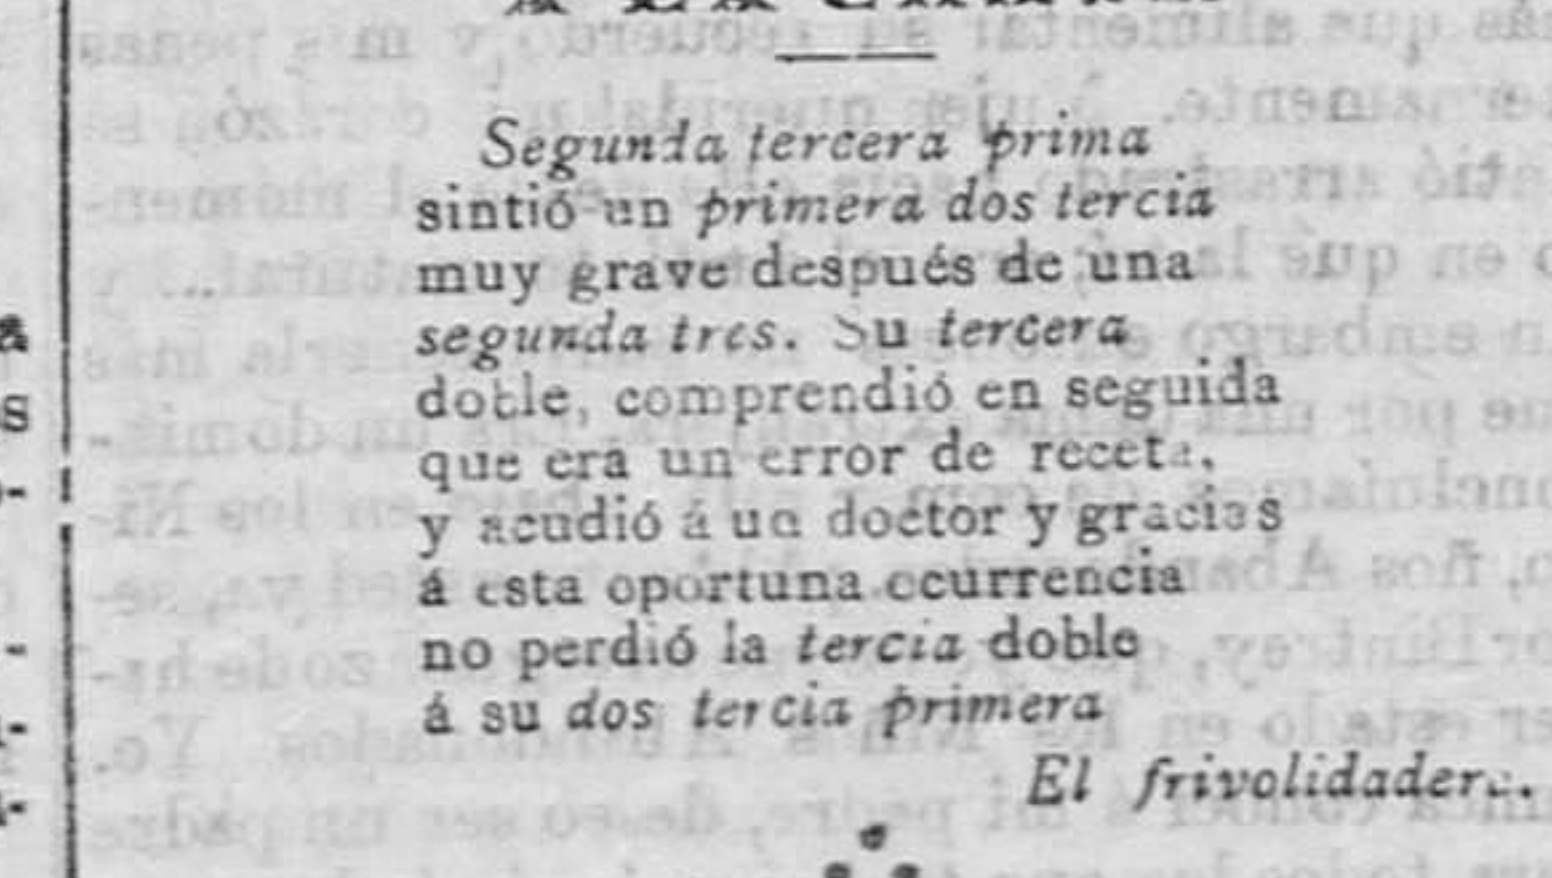 Segunda tercera prima
sintió un primera dos tercia
muy grave después de una
segunda tres. Su tercera
doble, comprendió en seguida
que era un error de receta,
y acudió á un doctor y gracias
á esta oportuna ocurrencia
no perdió la tercia doble
á su dos tercia primera
El frivolidadero.